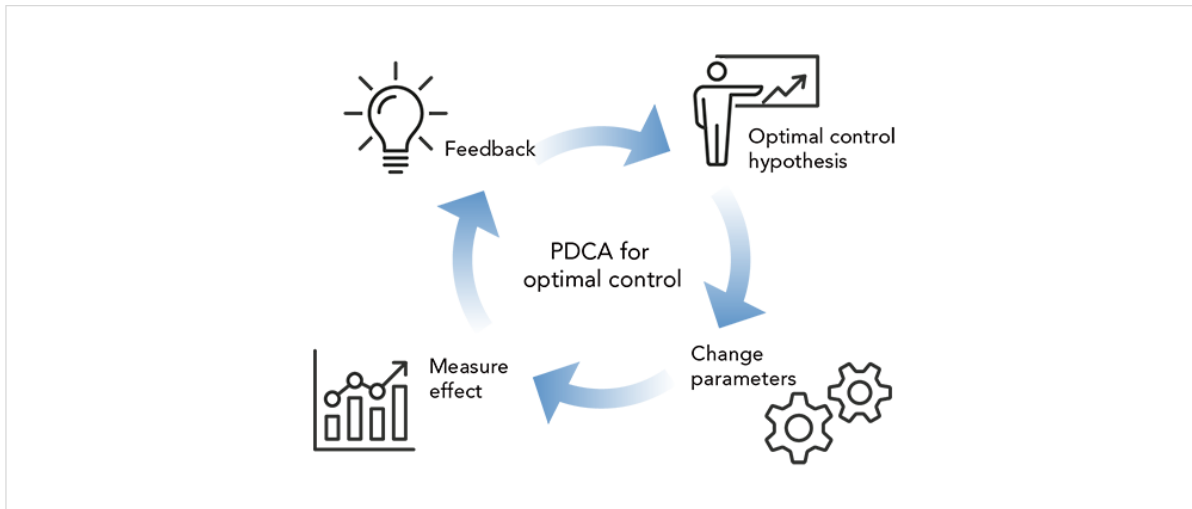 Feedback
Optimal control
hypothesis
PDCA for
optimal control
Measure
effect
Change
parameters